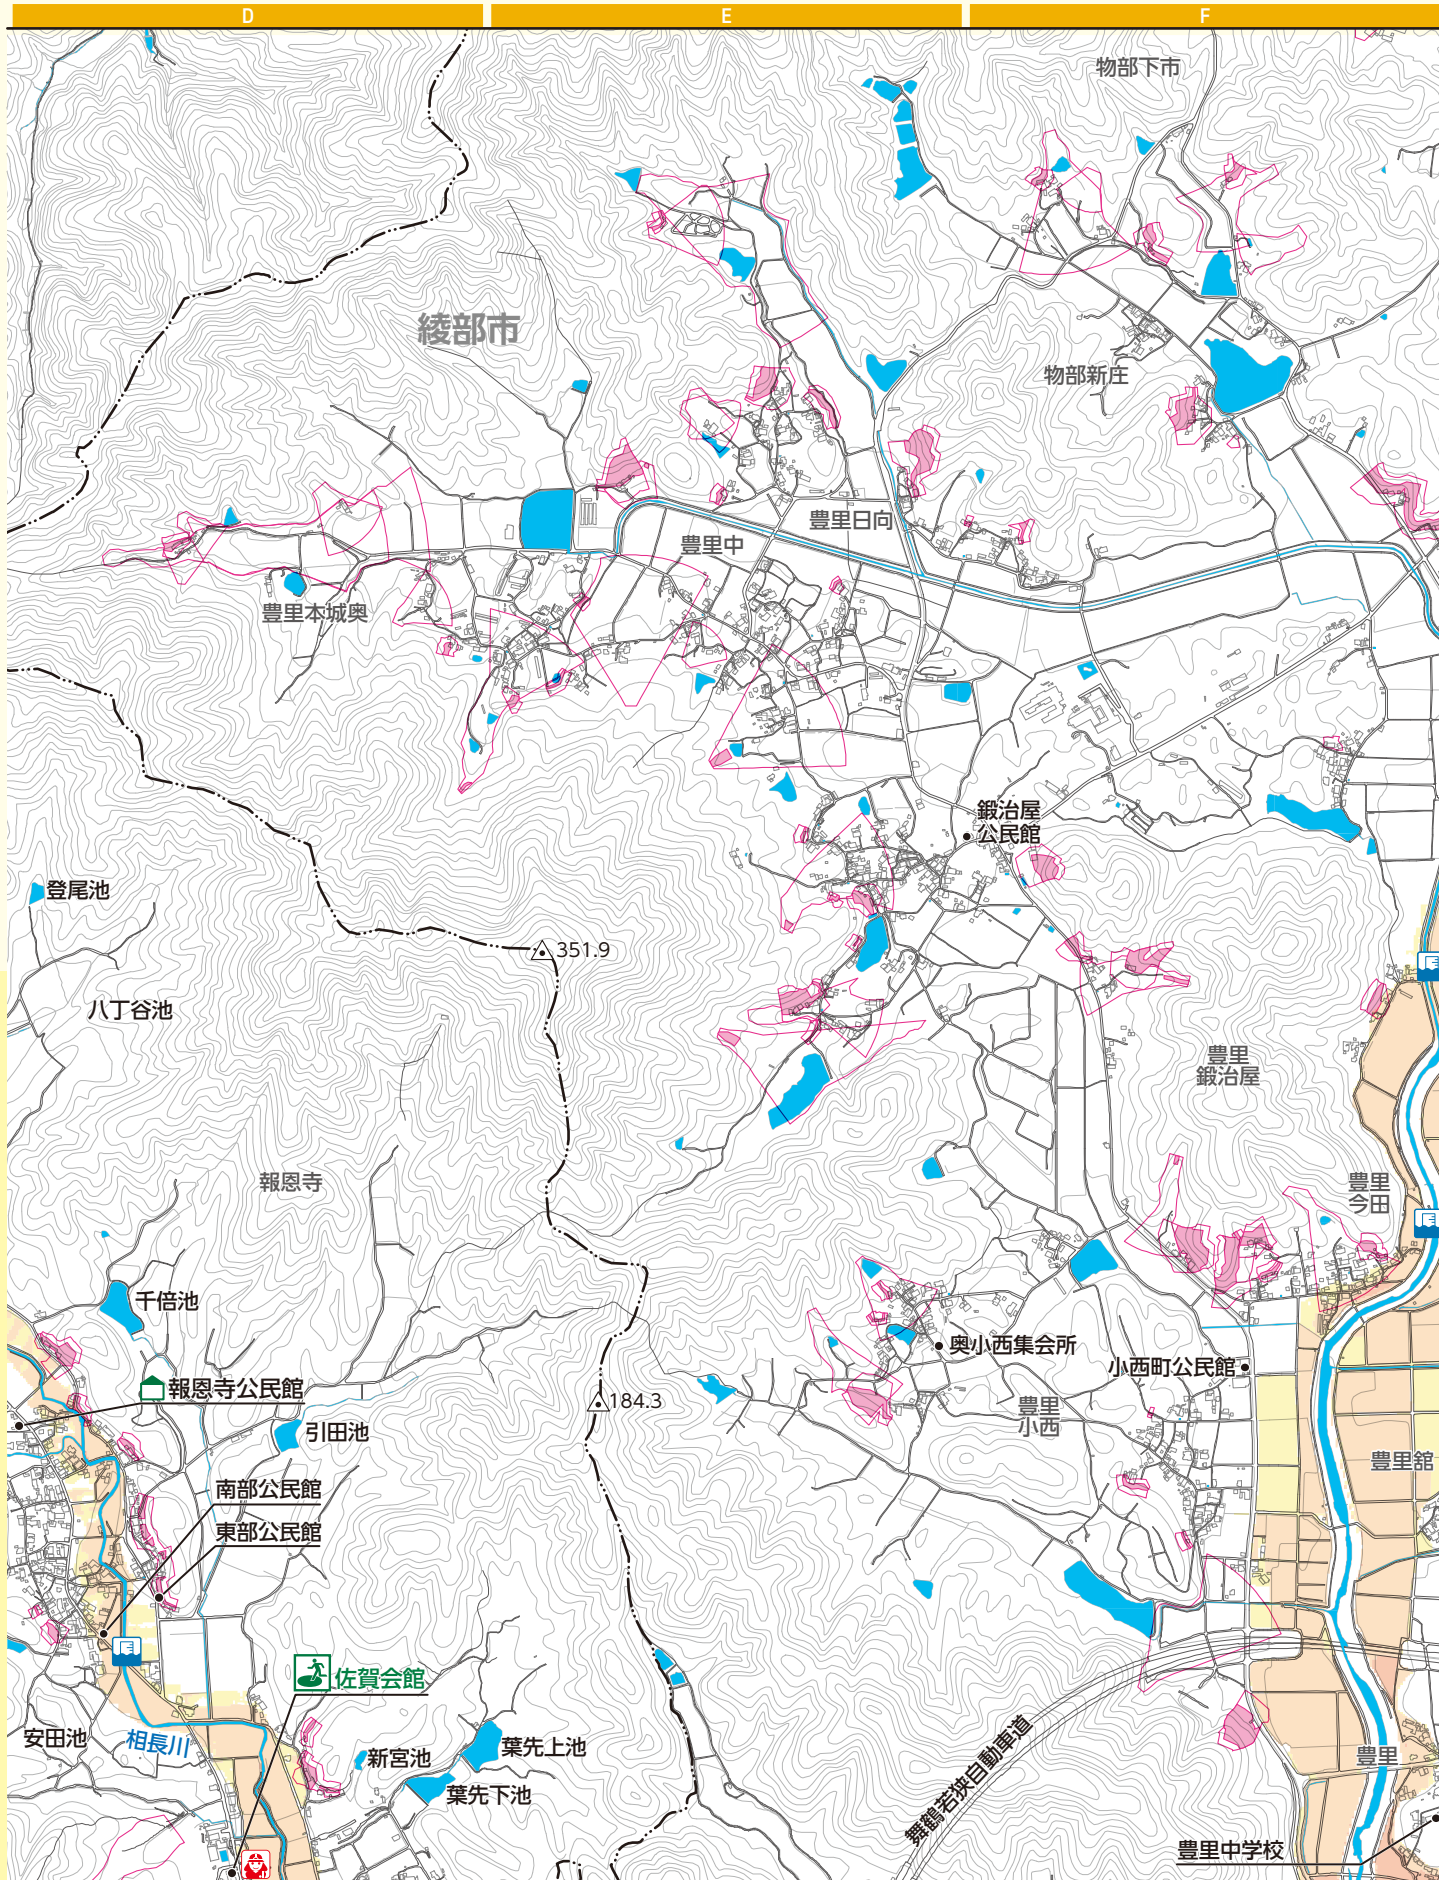 D
E
F
物部下市
綾部市
物部新庄
豊里日向
豊里中
豊里本城奥
鍛治屋
公民館
登尾池
351.9
八丁谷池
豊里
鍛治屋
報恩寺
豊里
今田
千倍池
奥小西集会所
小西町公民館
報恩寺公民館
184.3
豊里
小西
引田池
豊里舘
南部公民館
東部公民館
佐賀会館
安田池
相長川
新宮池
葉先上池
葉先下池
舞鶴若狭自動車道
豊里
豊里中学校